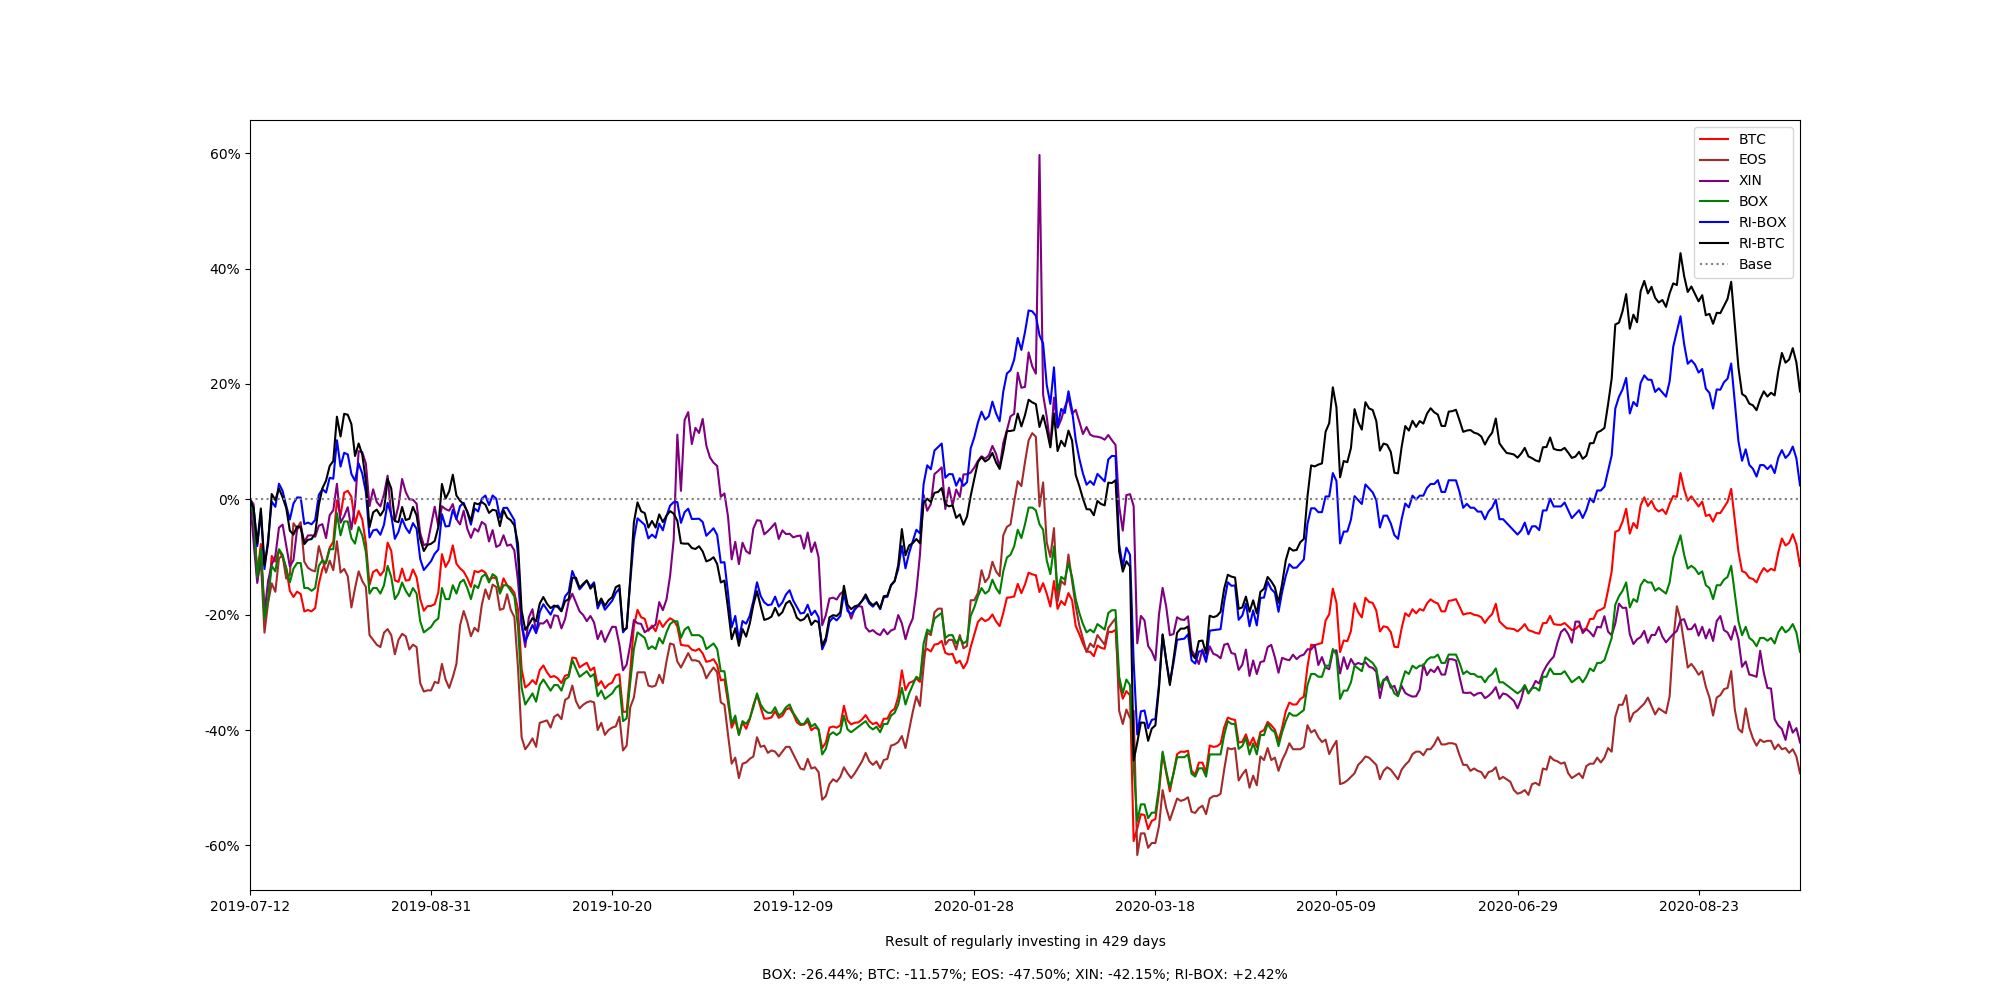 60%
40%
20%
0%
-20%
-40%
-60%
BTC
EOS
XIN
BOX
RI-BOX
RI-BTC
Base
2019-07-12 2019-08-31 2019-10-20 2019-12-09 2020-01-28 2020-03-18 2020-05-09 2020-06-29 2020-08-23
Result of regularly investing in 429 days
BOX: -26.44%; BTC: -11.57%; EOS: -47.50%; XIN: -42.15%; RI-BOX: +2.42%